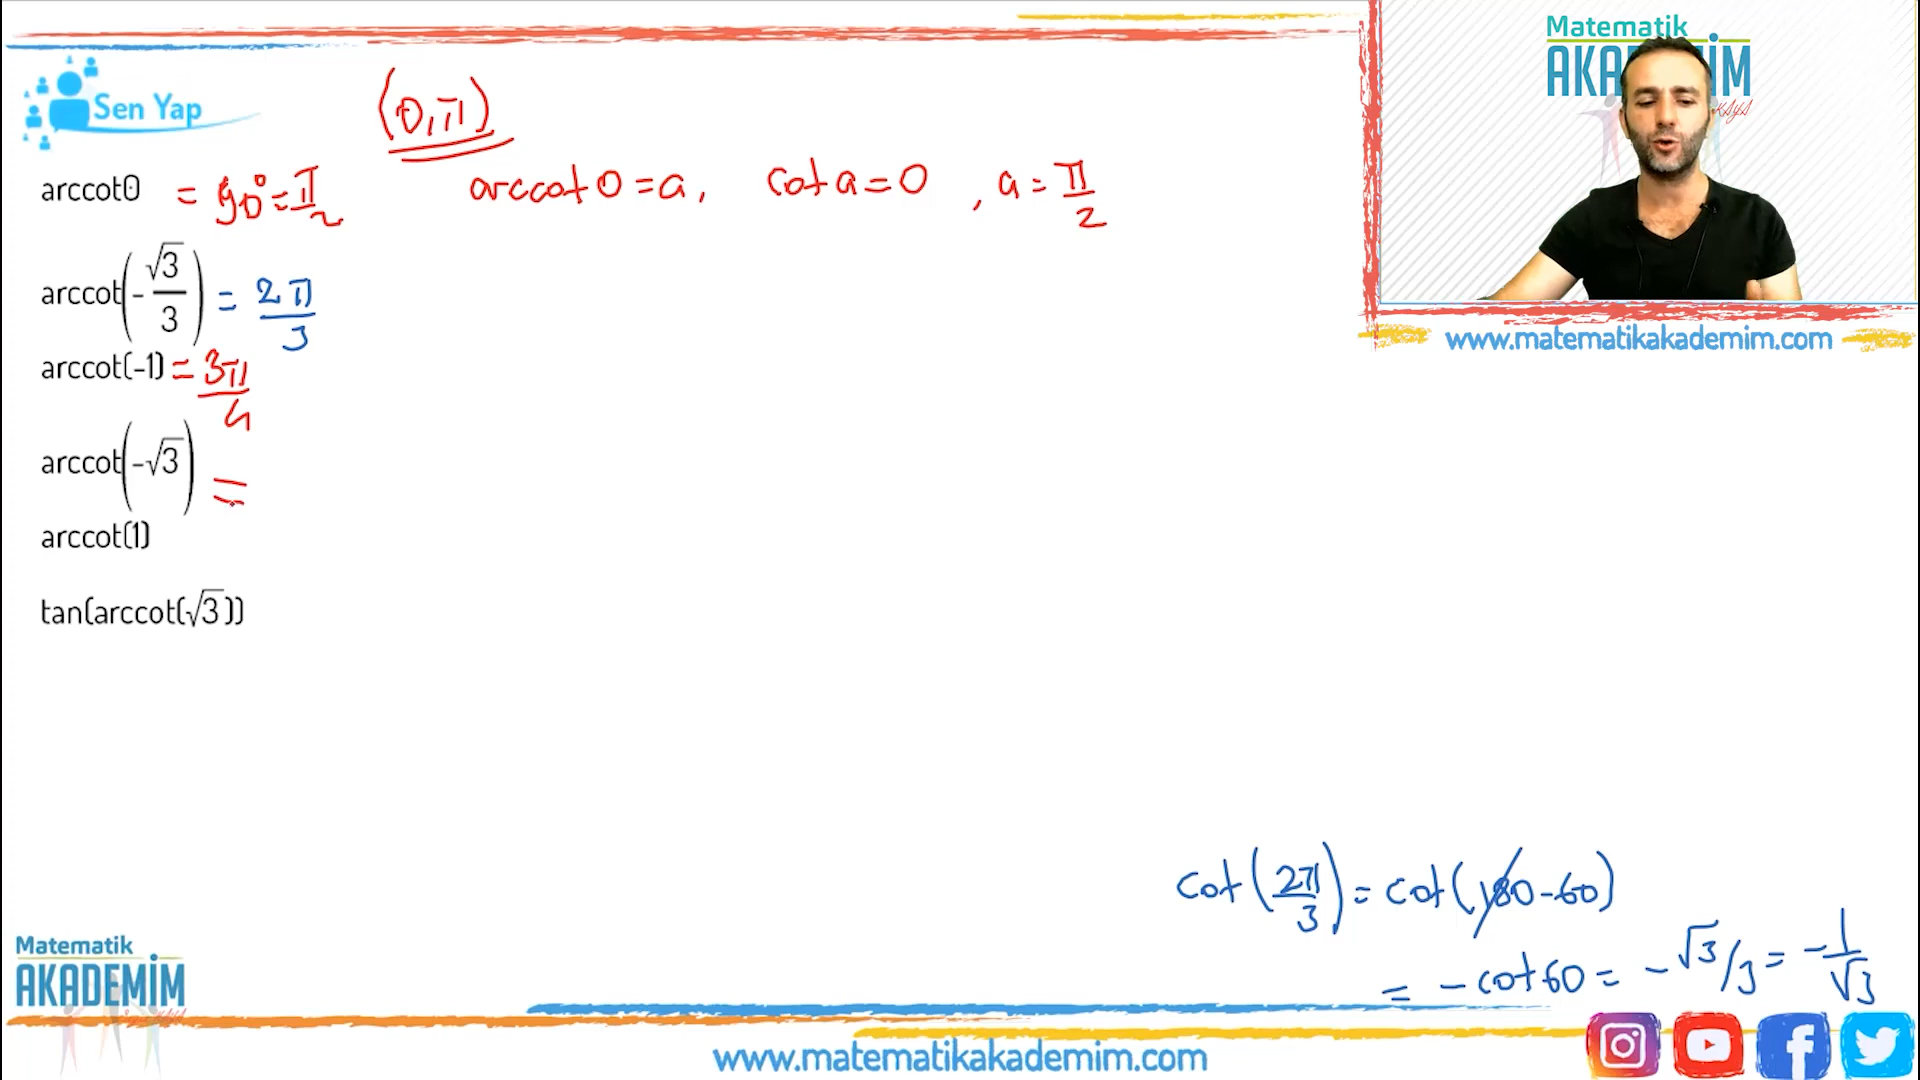 Matematik
AKADEMİM
Sen Yap
(0,π)
arccot0 = 90° = π/2
arccot 0 = a, cot a = 0, a = π/2
arccot(-√3/3) = 2π/3
www.matematikakademim.com
arccot(-1) = 3π/4
arccot(-√3) =
arccot(1)
tan(arccot(√3))
cot(2π/3) = cot(180-60)
= -cot60 = -√3/3 = -1/√3
Matematik
AKADEMİM
www.matematikakademim.com